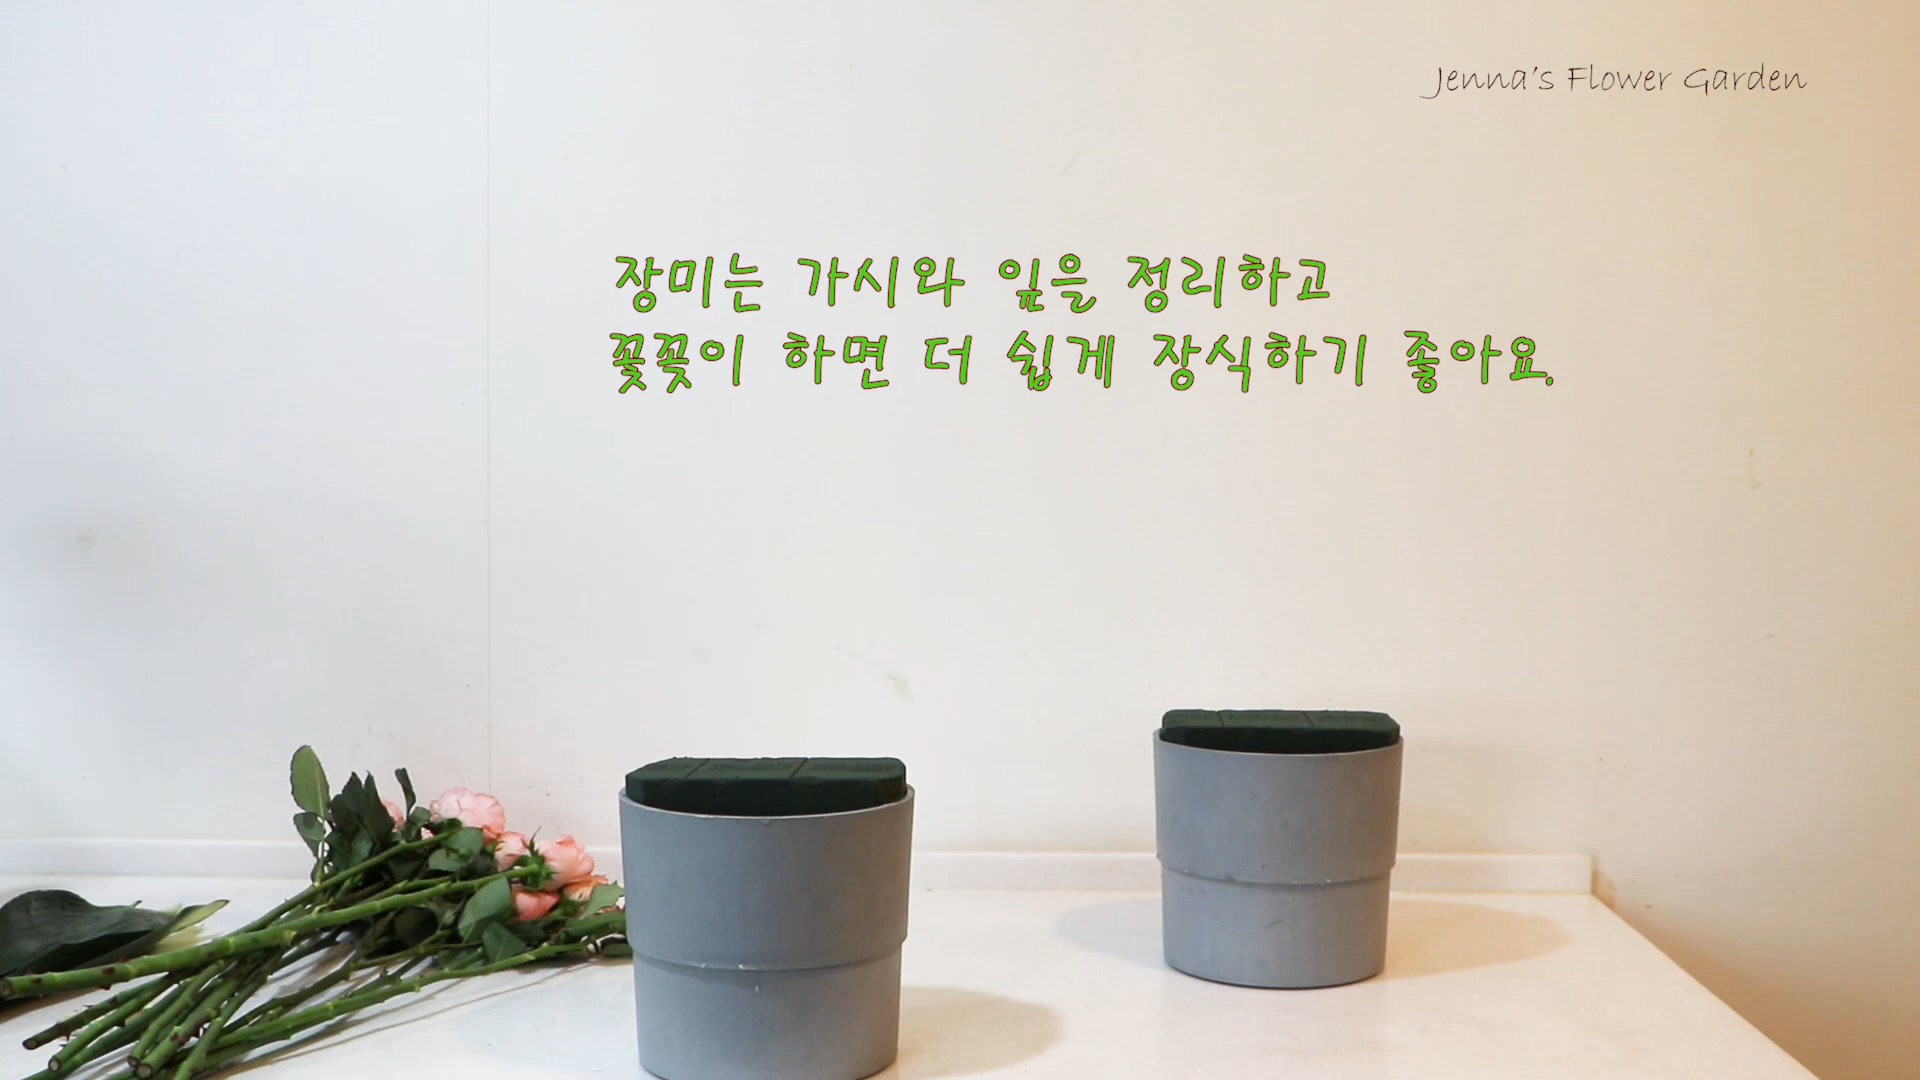 Jenna's Flower Garden
장미는 가시와 잎을 정리하고
꽃꽂이 하면 더 쉽게 장식하기 좋아요.